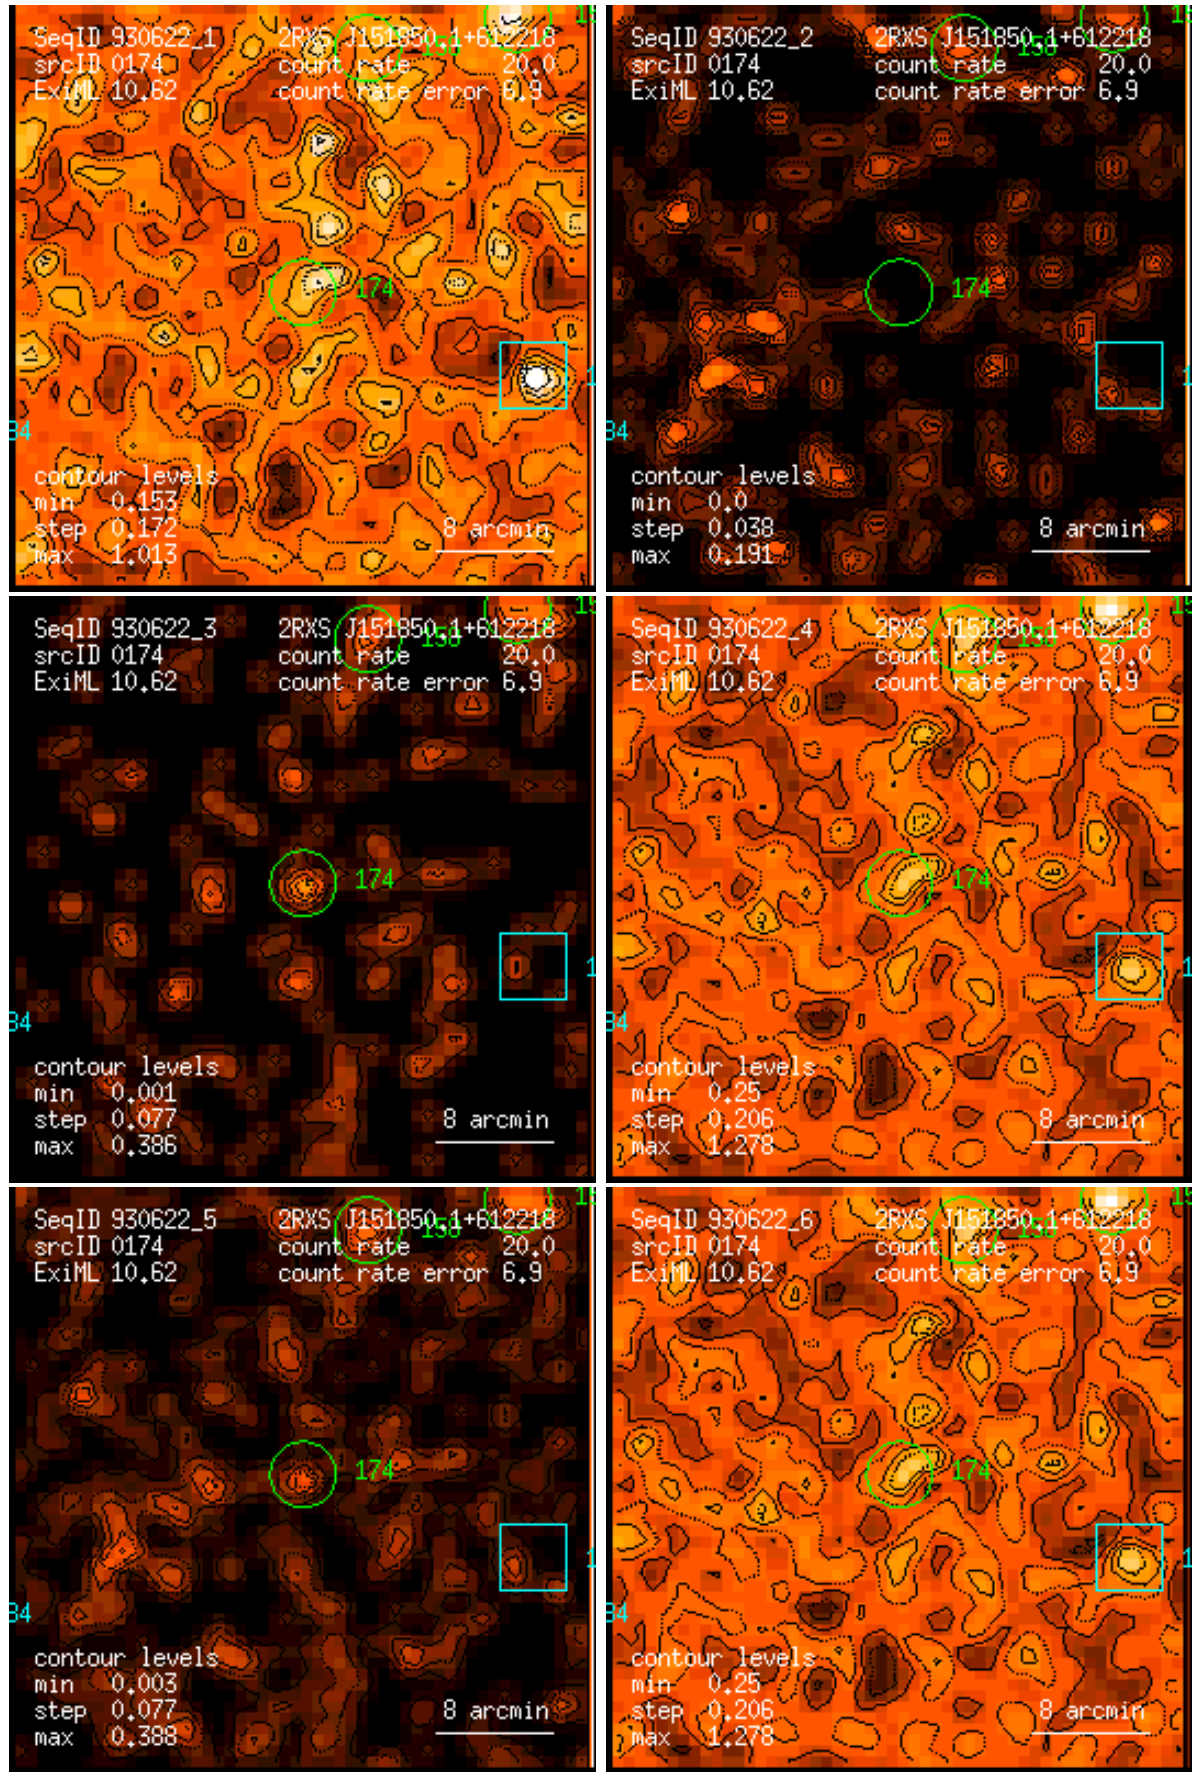 SeqID 930622_1 2RXS J151850.1+612218
srcID 0174 count rate 20.0
ExiML 10.62 count rate error 6.9
174
34
contour levels
min 0.153
step 0.172 8 arcmin
max 1.013
SeqID 930622_2 2RXS J151850.1+612218
srcID 0174 count rate 20.0
ExiML 10.62 count rate error 6.9
174
34
contour levels
min 0.0
step 0.038 8 arcmin
max 0.191
SeqID 930622_3 2RXS J151850.1+612218
srcID 0174 count rate 20.0
ExiML 10.62 count rate error 6.9
174
34
contour levels
min 0.001
step 0.077 8 arcmin
max 0.386
SeqID 930622_4 2RXS J151850.1+612218
srcID 0174 count rate 20.0
ExiML 10.62 count rate error 6.9
174
34
contour levels
min 0.25
step 0.206 8 arcmin
max 1.278
SeqID 930622_5 2RXS J151850.1+612218
srcID 0174 count rate 20.0
ExiML 10.62 count rate error 6.9
174
34
contour levels
min 0.003
step 0.077 8 arcmin
max 0.388
SeqID 930622_6 2RXS J151850.1+612218
srcID 0174 count rate 20.0
ExiML 10.62 count rate error 6.9
174
34
contour levels
min 0.25
step 0.206 8 arcmin
max 1.278